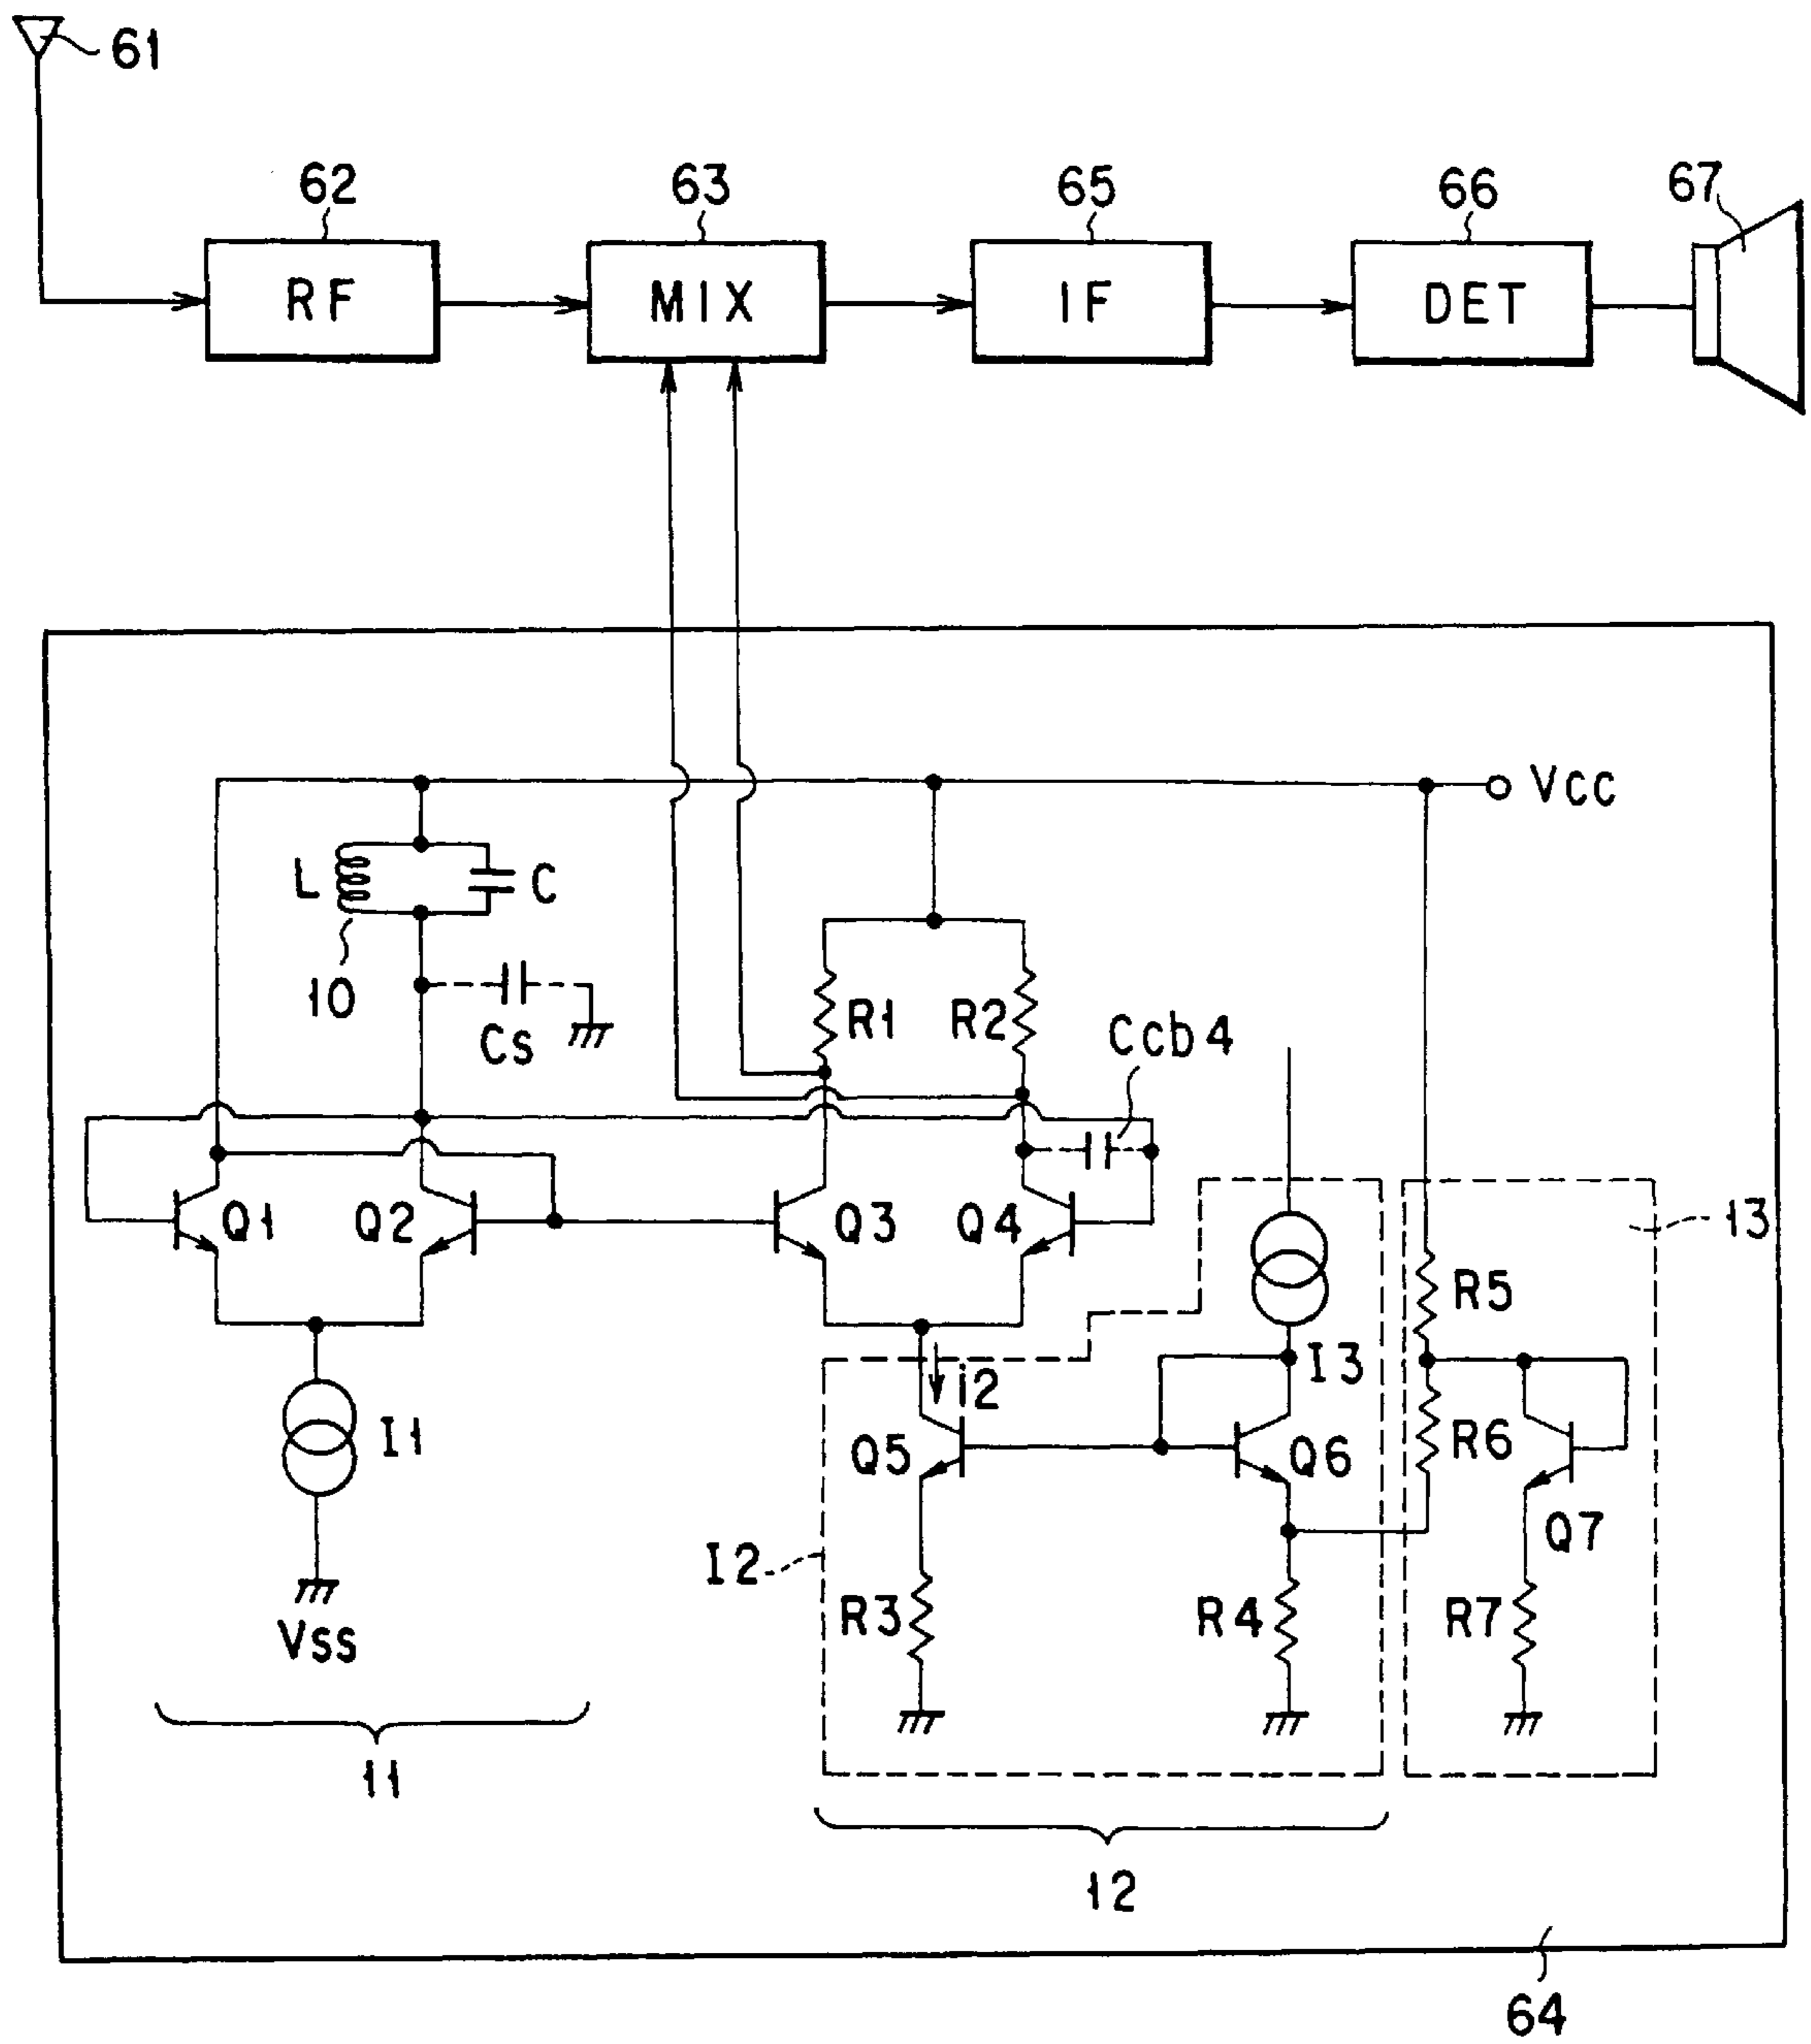 61
62
63
65
66
67
RF
MIX
IF
DET
VCC
L
C
10
Cs
R1
R2
Ccb4
Q1
Q2
Q3
Q4
13
R5
I3
i2
I1
Q5
Q6
R6
Q7
I2
R3
R4
R7
Vss
11
12
64